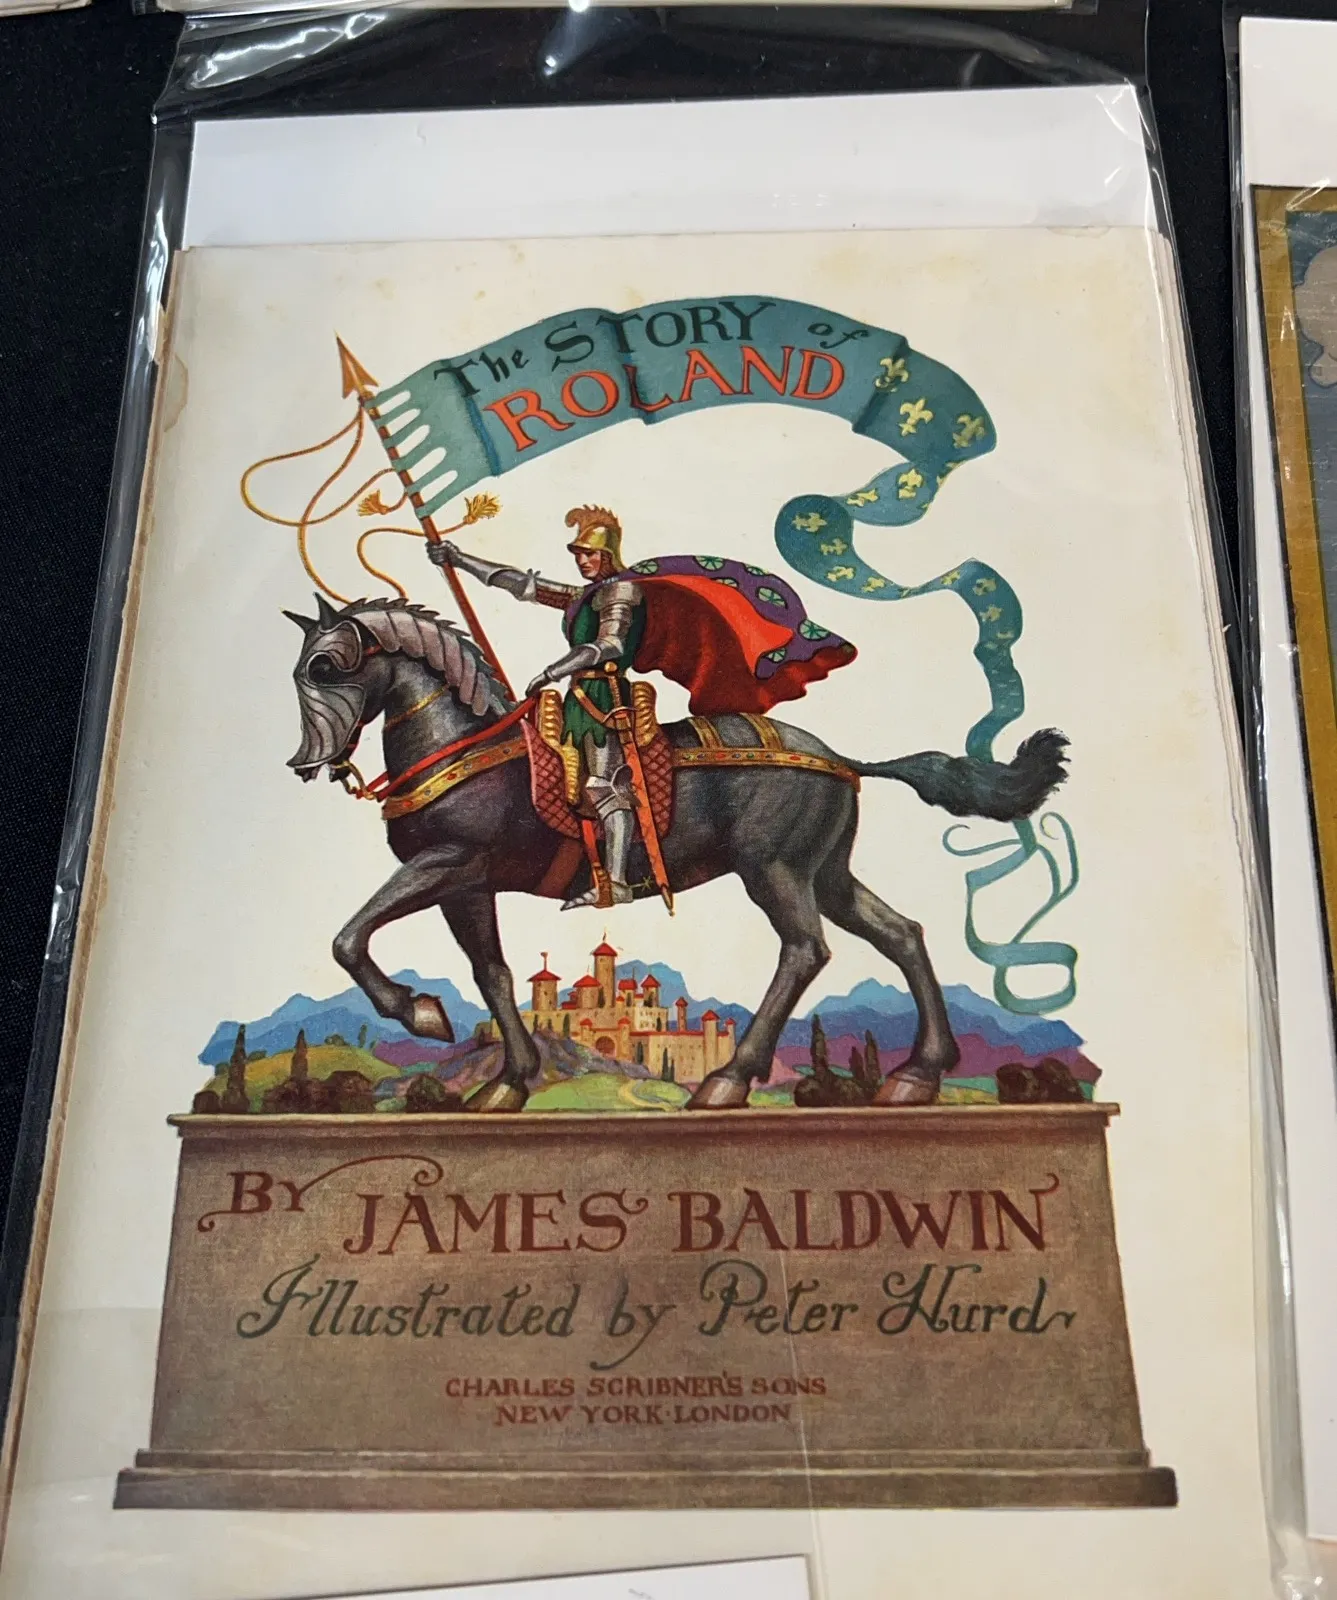 The STORY of
ROLAND
BY JAMES BALDWIN
Illustrated by Peter Hurd
CHARLES SCRIBNER'S SONS
NEW YORK·LONDON